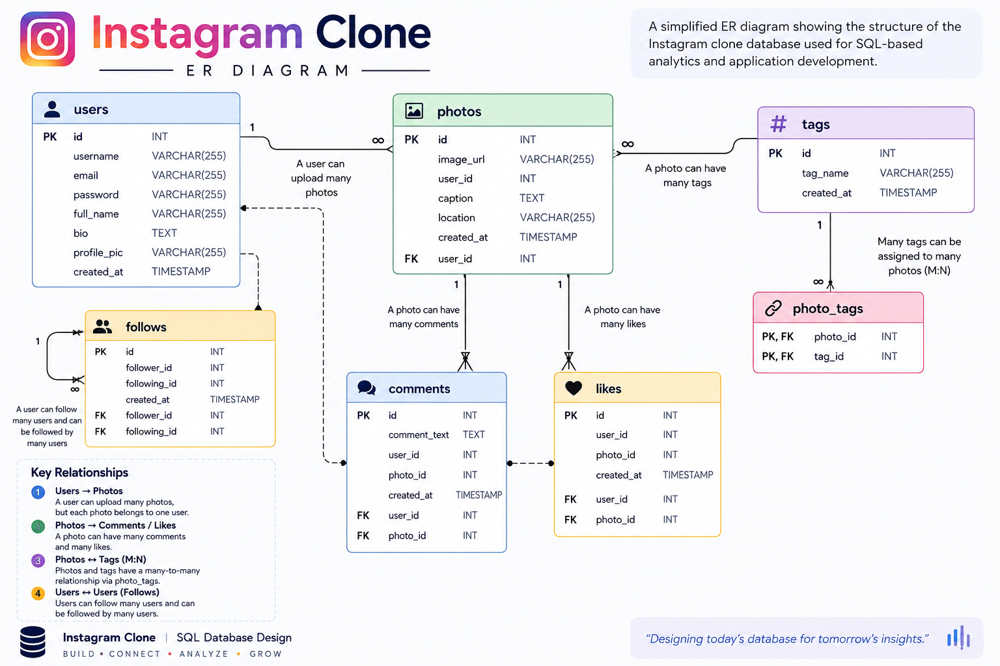 Instagram Clone
ER DIAGRAM
A simplified ER diagram showing the structure of the
Instagram clone database used for SQL-based
analytics and application development.
users
PK id INT
username VARCHAR(255)
email VARCHAR(255)
password VARCHAR(255)
full_name VARCHAR(255)
bio TEXT
profile_pic VARCHAR(255)
created_at TIMESTAMP
1
∞
A user can
upload many
photos
photos
PK id INT
image_url VARCHAR(255)
user_id INT
caption TEXT
location VARCHAR(255)
created_at TIMESTAMP
FK user_id INT
∞
A photo can have
many tags
# tags
PK id INT
tag_name VARCHAR(255)
created_at TIMESTAMP
1
∞
Many tags can be
assigned to many
photos (M:N)
photo_tags
PK, FK photo_id INT
PK, FK tag_id INT
follows
PK id INT
follower_id INT
following_id INT
created_at TIMESTAMP
FK follower_id INT
FK following_id INT
1
∞
A user can follow
many users and can
be followed by
many users
1
A photo can have
many comments
1
A photo can have
many likes
comments
PK id INT
comment_text TEXT
user_id INT
photo_id INT
created_at TIMESTAMP
FK user_id INT
FK photo_id INT
likes
PK id INT
user_id INT
photo_id INT
created_at TIMESTAMP
FK user_id INT
FK photo_id INT
Key Relationships
1 Users → Photos
A user can upload many photos,
but each photo belongs to one user.
Photos → Comments / Likes
A photo can have many comments
and many likes.
3 Photos ↔ Tags (M:N)
Photos and tags have a many-to-many
relationship via photo_tags.
4 Users ↔ Users (Follows)
Users can follow many users and can
be followed by many users.
Instagram Clone | SQL Database Design
BUILD • CONNECT • ANALYZE • GROW
“Designing today’s database for tomorrow’s insights.”